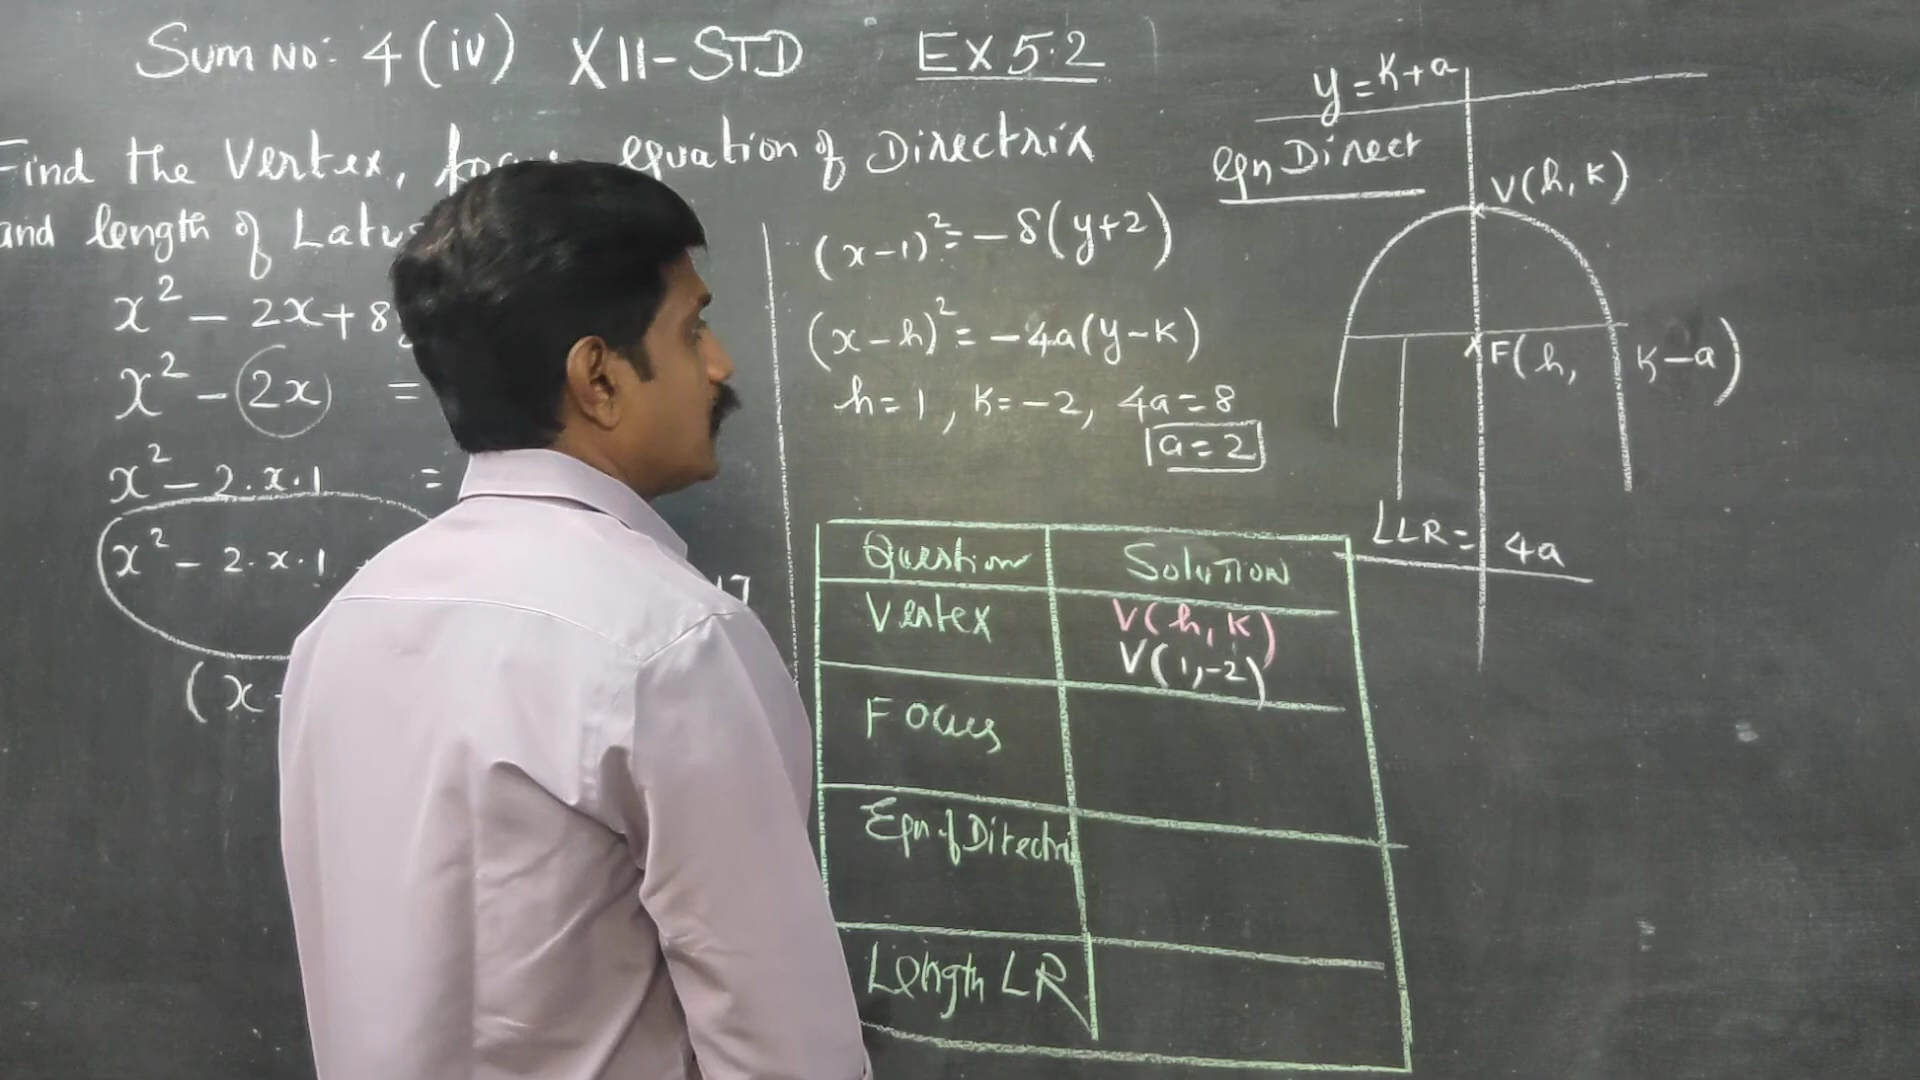 Sum No: 4 (iv) XII-STD EX 5.2
Find the Vertex, equation of Directrix
and length of
x² - 2x + 8
x² - 2x =
x² - 2.x.1 =
x² - 2.x.1
17
(x-
(x-1)² = -8(y+2)
(x-h)² = -4a(y-k)
h=1, k=-2, 4a=8
a=2
Question Solution
Vertex V(h, k)
V(1,-2)
Focus
Eqn of Directri
Length LR
y = k+a
Eqn Direct
V(h, k)
F(h, k-a)
LLR = 4a